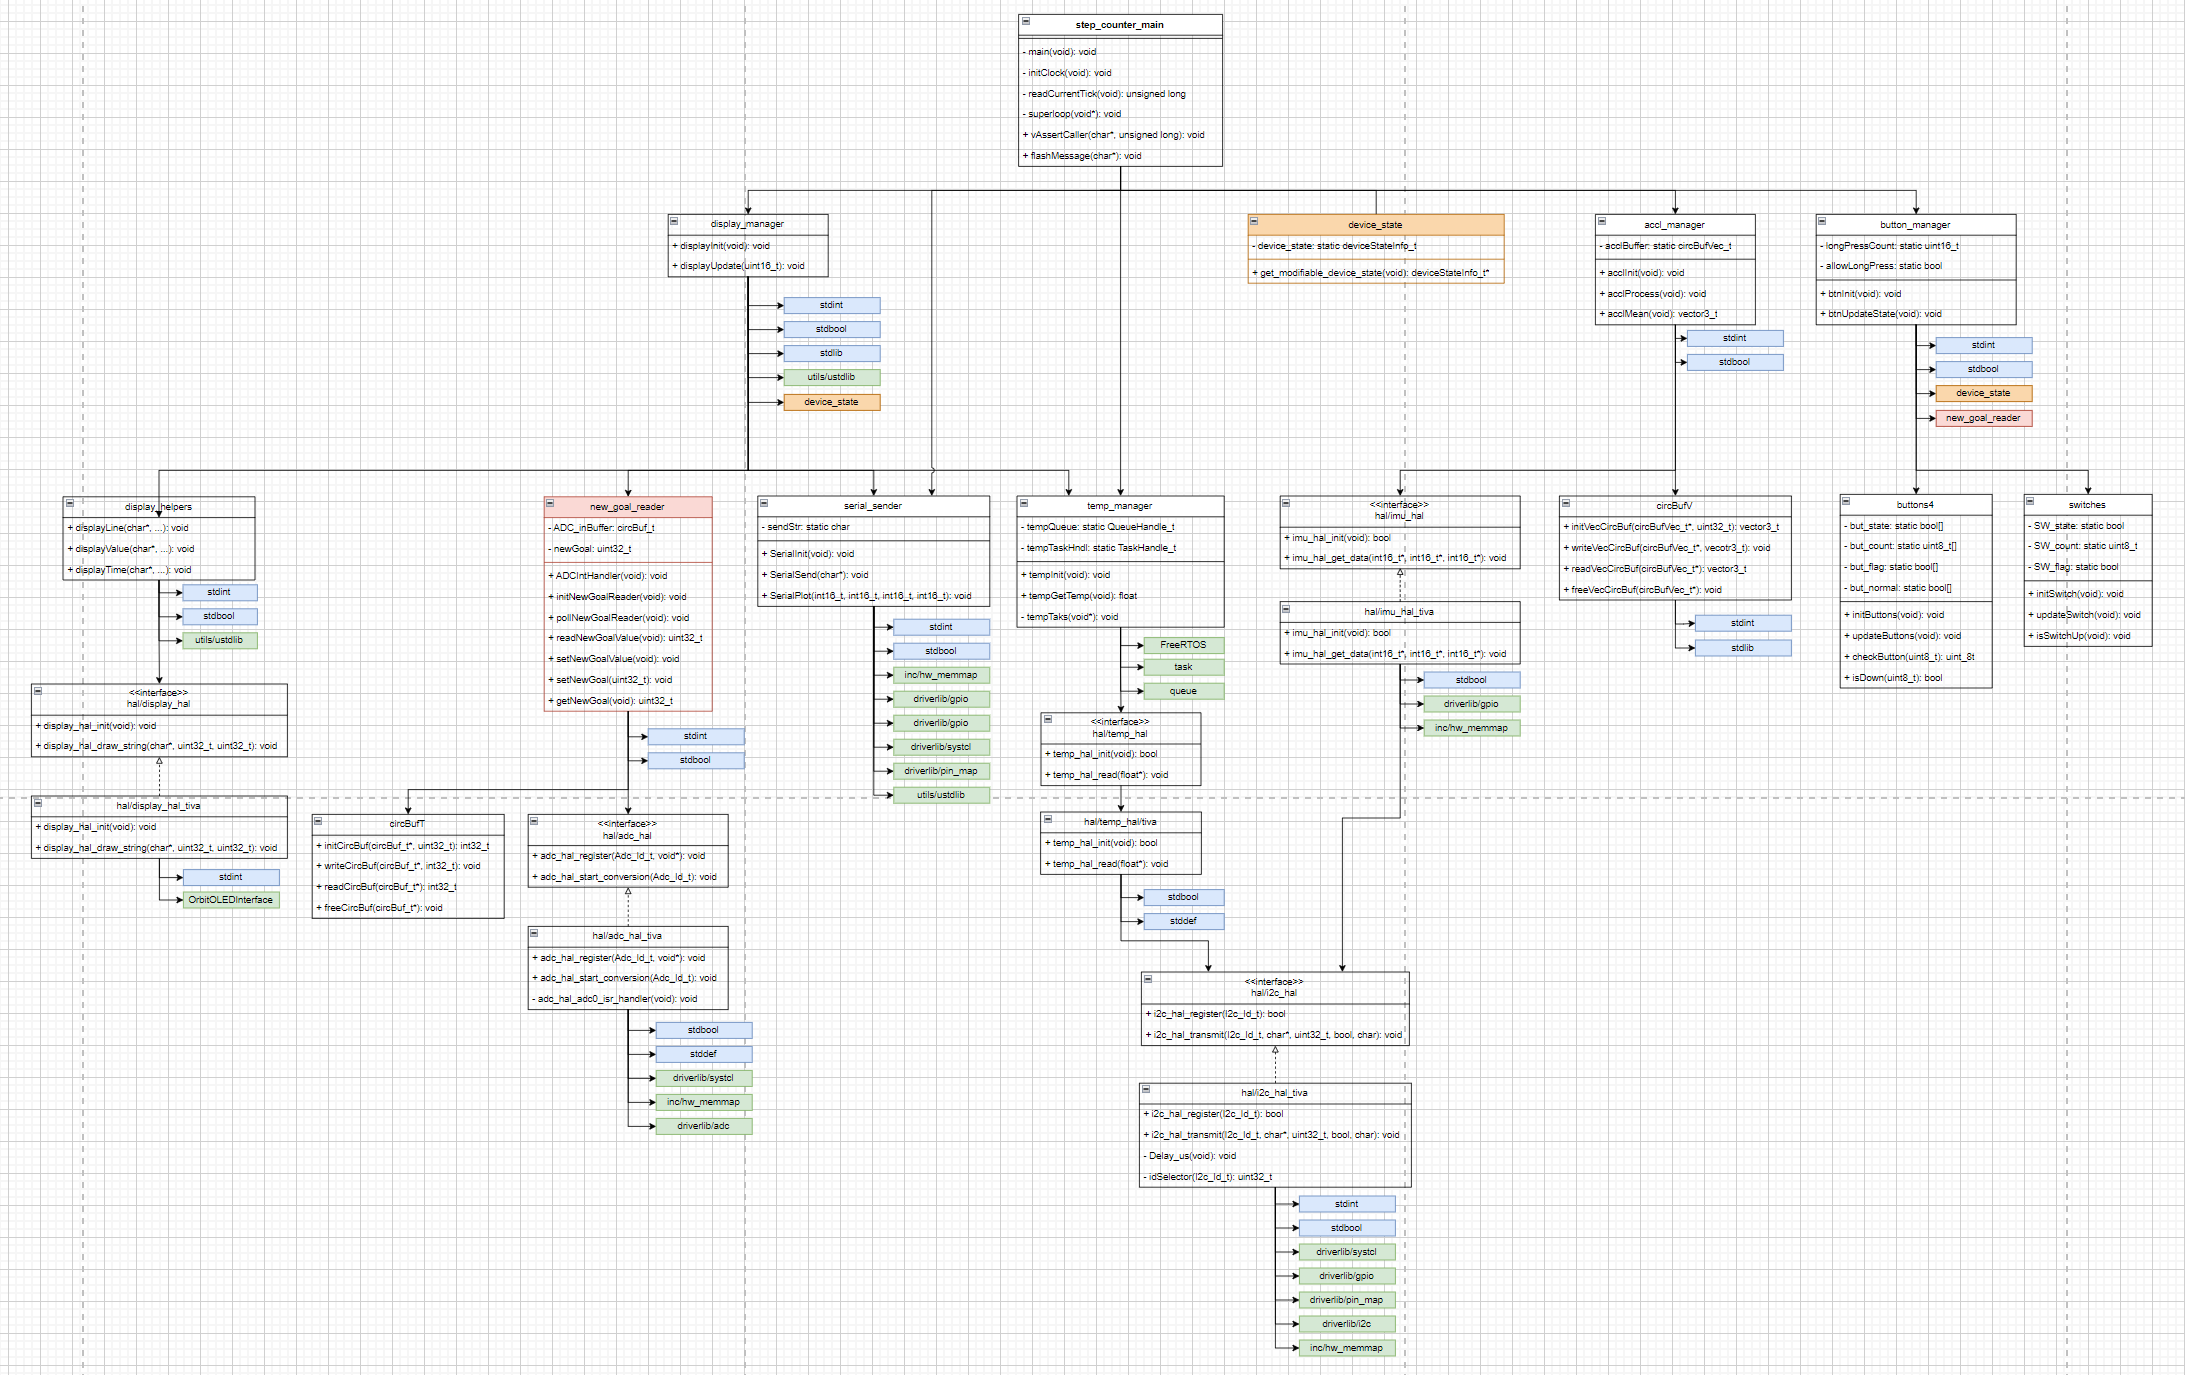 step_counter_main
- main(void): void
- initClock(void): void
- readCurrentTick(void): unsigned long
- superloop(void*): void
+ vAssertCaller(char*, unsigned long): void
+ flashMessage(char*): void
display_manager
+ displayInit(void): void
+ displayUpdate(uint16_t): void
stdint
stdbool
stdlib
utils/ustdlib
device_state
device_state
- device_state: static deviceStateInfo_t
+ get_modifiable_device_state(void): deviceStateInfo_t*
accl_manager
- acclBuffer: static circBufVec_t
+ acclInit(void): void
+ acclProcess(void): void
+ acclMean(void): vector3_t
stdint
stdbool
button_manager
- longPressCount: static uint16_t
- allowLongPress: static bool
+ btnInit(void): void
+ btnUpdateState(void): void
stdint
stdbool
device_state
new_goal_reader
display_helpers
+ displayLine(char*, ...): void
+ displayValue(char*, ...): void
+ displayTime(char*, ...): void
stdint
stdbool
utils/ustdlib
<<interface>>
hal/display_hal
+ display_hal_init(void): void
+ display_hal_draw_string(char*, uint32_t, uint32_t): void
hal/display_hal_tiva
+ display_hal_init(void): void
+ display_hal_draw_string(char*, uint32_t, uint32_t): void
stdint
OrbitOLEDInterface
new_goal_reader
- ADC_inBuffer: circBuf_t
- newGoal: uint32_t
+ ADCIntHandler(void): void
+ initNewGoalReader(void): void
+ pollNewGoalReader(void): void
+ readNewGoalValue(void): uint32_t
+ setNewGoalValue(void): void
+ setNewGoal(uint32_t): void
+ getNewGoal(void): uint32_t
stdint
stdbool
circBufT
+ initCircBuf(circBuf_t*, uint32_t): int32_t
+ writeCircBuf(circBuf_t*, int32_t): void
+ readCircBuf(circBuf_t*): int32_t
+ freeCircBuf(circBuf_t*): void
<<interface>>
hal/adc_hal
+ adc_hal_register(Adc_Id_t, void*): void
+ adc_hal_start_conversion(Adc_Id_t): void
hal/adc_hal_tiva
+ adc_hal_register(Adc_Id_t, void*): void
+ adc_hal_start_conversion(Adc_Id_t): void
- adc_hal_adc0_isr_handler(void): void
stdbool
stddef
driverlib/systcl
inc/hw_memmap
driverlib/adc
serial_sender
- sendStr: static char
+ SerialInit(void): void
+ SerialSend(char*): void
+ SerialPlot(int16_t, int16_t, int16_t, int16_t): void
stdint
stdbool
inc/hw_memmap
driverlib/gpio
driverlib/gpio
driverlib/systcl
driverlib/pin_map
utils/ustdlib
temp_manager
- tempQueue: static QueueHandle_t
- tempTaskHndl: static TaskHandle_t
+ tempInit(void): void
+ tempGetTemp(void): float
- tempTaks(void*): void
FreeRTOS
task
queue
<<interface>>
hal/temp_hal
+ temp_hal_init(void): bool
+ temp_hal_read(float*): void
hal/temp_hal/tiva
+ temp_hal_init(void): bool
+ temp_hal_read(float*): void
stdbool
stddef
<<interface>>
hal/imu_hal
+ imu_hal_init(void): bool
+ imu_hal_get_data(int16_t*, int16_t*, int16_t*): void
hal/imu_hal_tiva
+ imu_hal_init(void): bool
+ imu_hal_get_data(int16_t*, int16_t*, int16_t*): void
stdbool
driverlib/gpio
inc/hw_memmap
<<interface>>
hal/i2c_hal
+ i2c_hal_register(I2c_Id_t): bool
+ i2c_hal_transmit(I2c_Id_t, char*, uint32_t, bool, char): void
hal/i2c_hal_tiva
+ i2c_hal_register(I2c_Id_t): bool
+ i2c_hal_transmit(I2c_Id_t, char*, uint32_t, bool, char): void
- Delay_us(void): void
- idSelector(I2c_Id_t): uint32_t
stdint
stdbool
driverlib/systcl
driverlib/gpio
driverlib/pin_map
driverlib/i2c
inc/hw_memmap
circBufV
+ initVecCircBuf(circBufVec_t*, uint32_t): vector3_t
+ writeVecCircBuf(circBufVec_t*, vecotr3_t): void
+ readVecCircBuf(circBufVec_t*): vector3_t
+ freeVecCircBuf(circBufVec_t*): void
stdint
stdlib
buttons4
- but_state: static bool[]
- but_count: static uint8_t[]
- but_flag: static bool[]
- but_normal: static bool[]
+ initButtons(void): void
+ updateButtons(void): void
+ checkButton(uint8_t): uint_8t
+ isDown(uint8_t): bool
switches
- SW_state: static bool
- SW_count: static uint8_t
- SW_flag: static bool
+ initSwitch(void): void
+ updateSwitch(void): void
+ isSwitchUp(void): void